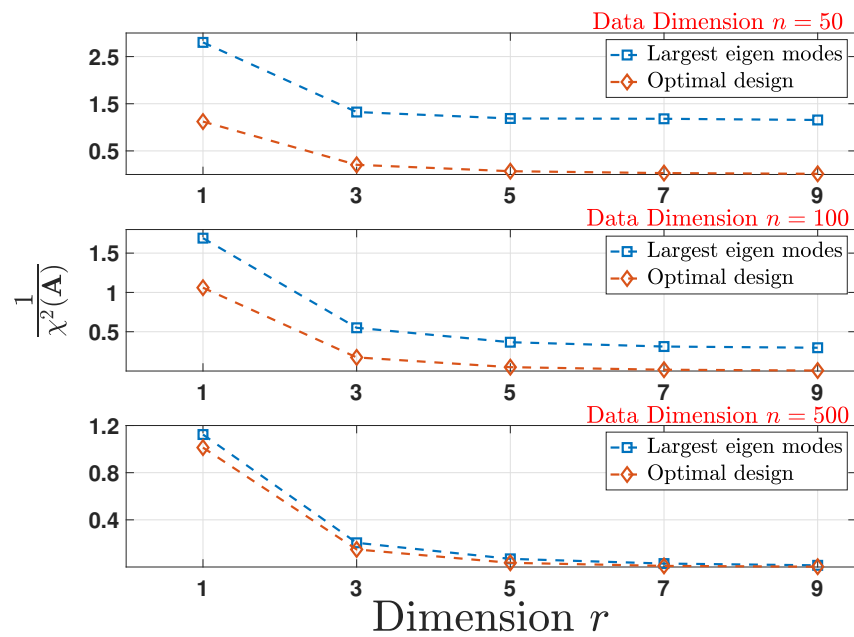 Data Dimension n = 50
2.5
1.5
0.5
Largest eigen modes
Optimal design
1 3 5 7 9
Data Dimension n = 100
1.5
1
0.5
Largest eigen modes
Optimal design
1 3 5 7 9
1/χ²(A)
Data Dimension n = 500
1.2
0.8
0.4
Largest eigen modes
Optimal design
1 3 5 7 9
Dimension r